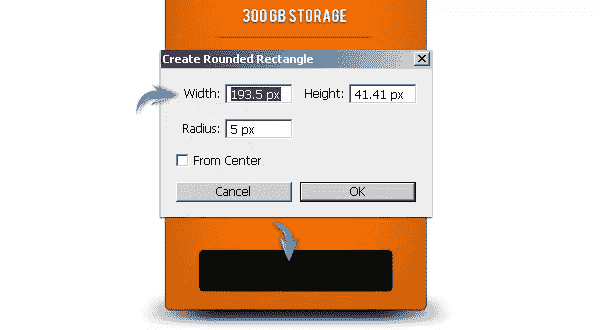 300 GB STORAGE
Create Rounded Rectangle
Width: 193.5 px Height: 41.41 px
Radius: 5 px
From Center
Cancel OK